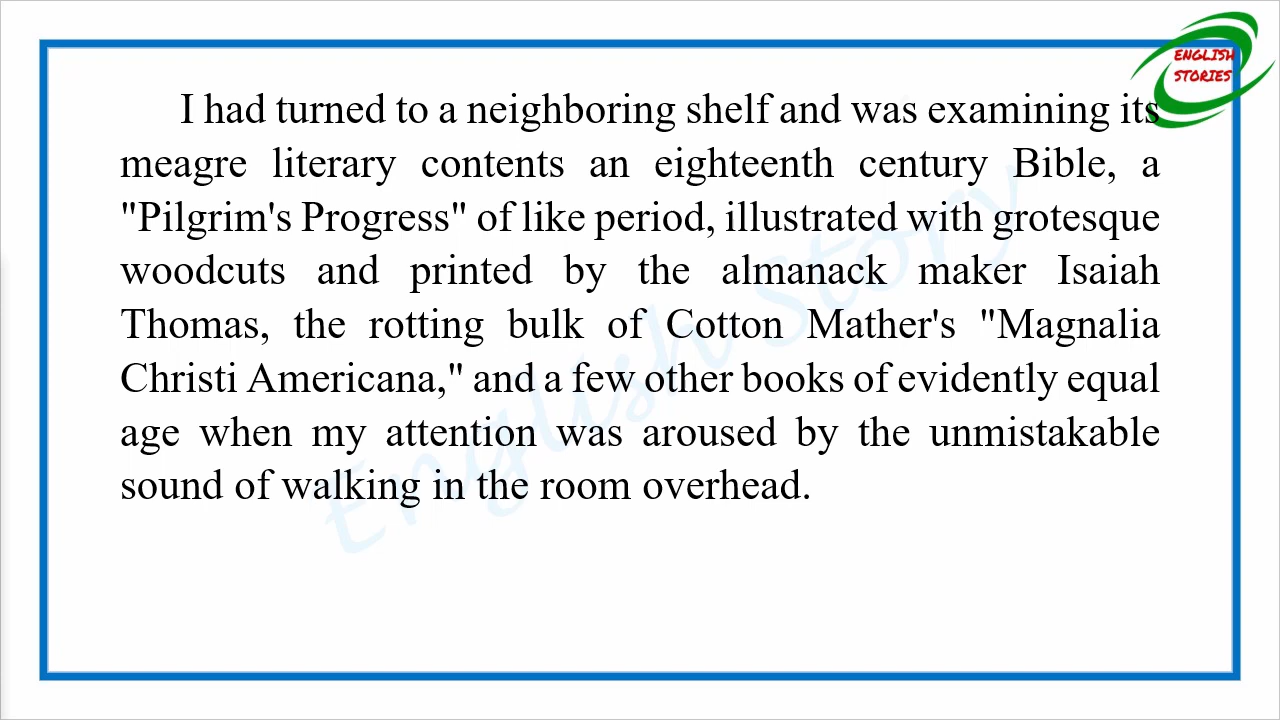 ENGLISH
STORIES
I had turned to a neighboring shelf and was examining its
meagre literary contents an eighteenth century Bible, a
"Pilgrim's Progress" of like period, illustrated with grotesque
woodcuts and printed by the almanack maker Isaiah
Thomas, the rotting bulk of Cotton Mather's "Magnalia
Christi Americana," and a few other books of evidently equal
age when my attention was aroused by the unmistakable
sound of walking in the room overhead.
English Story